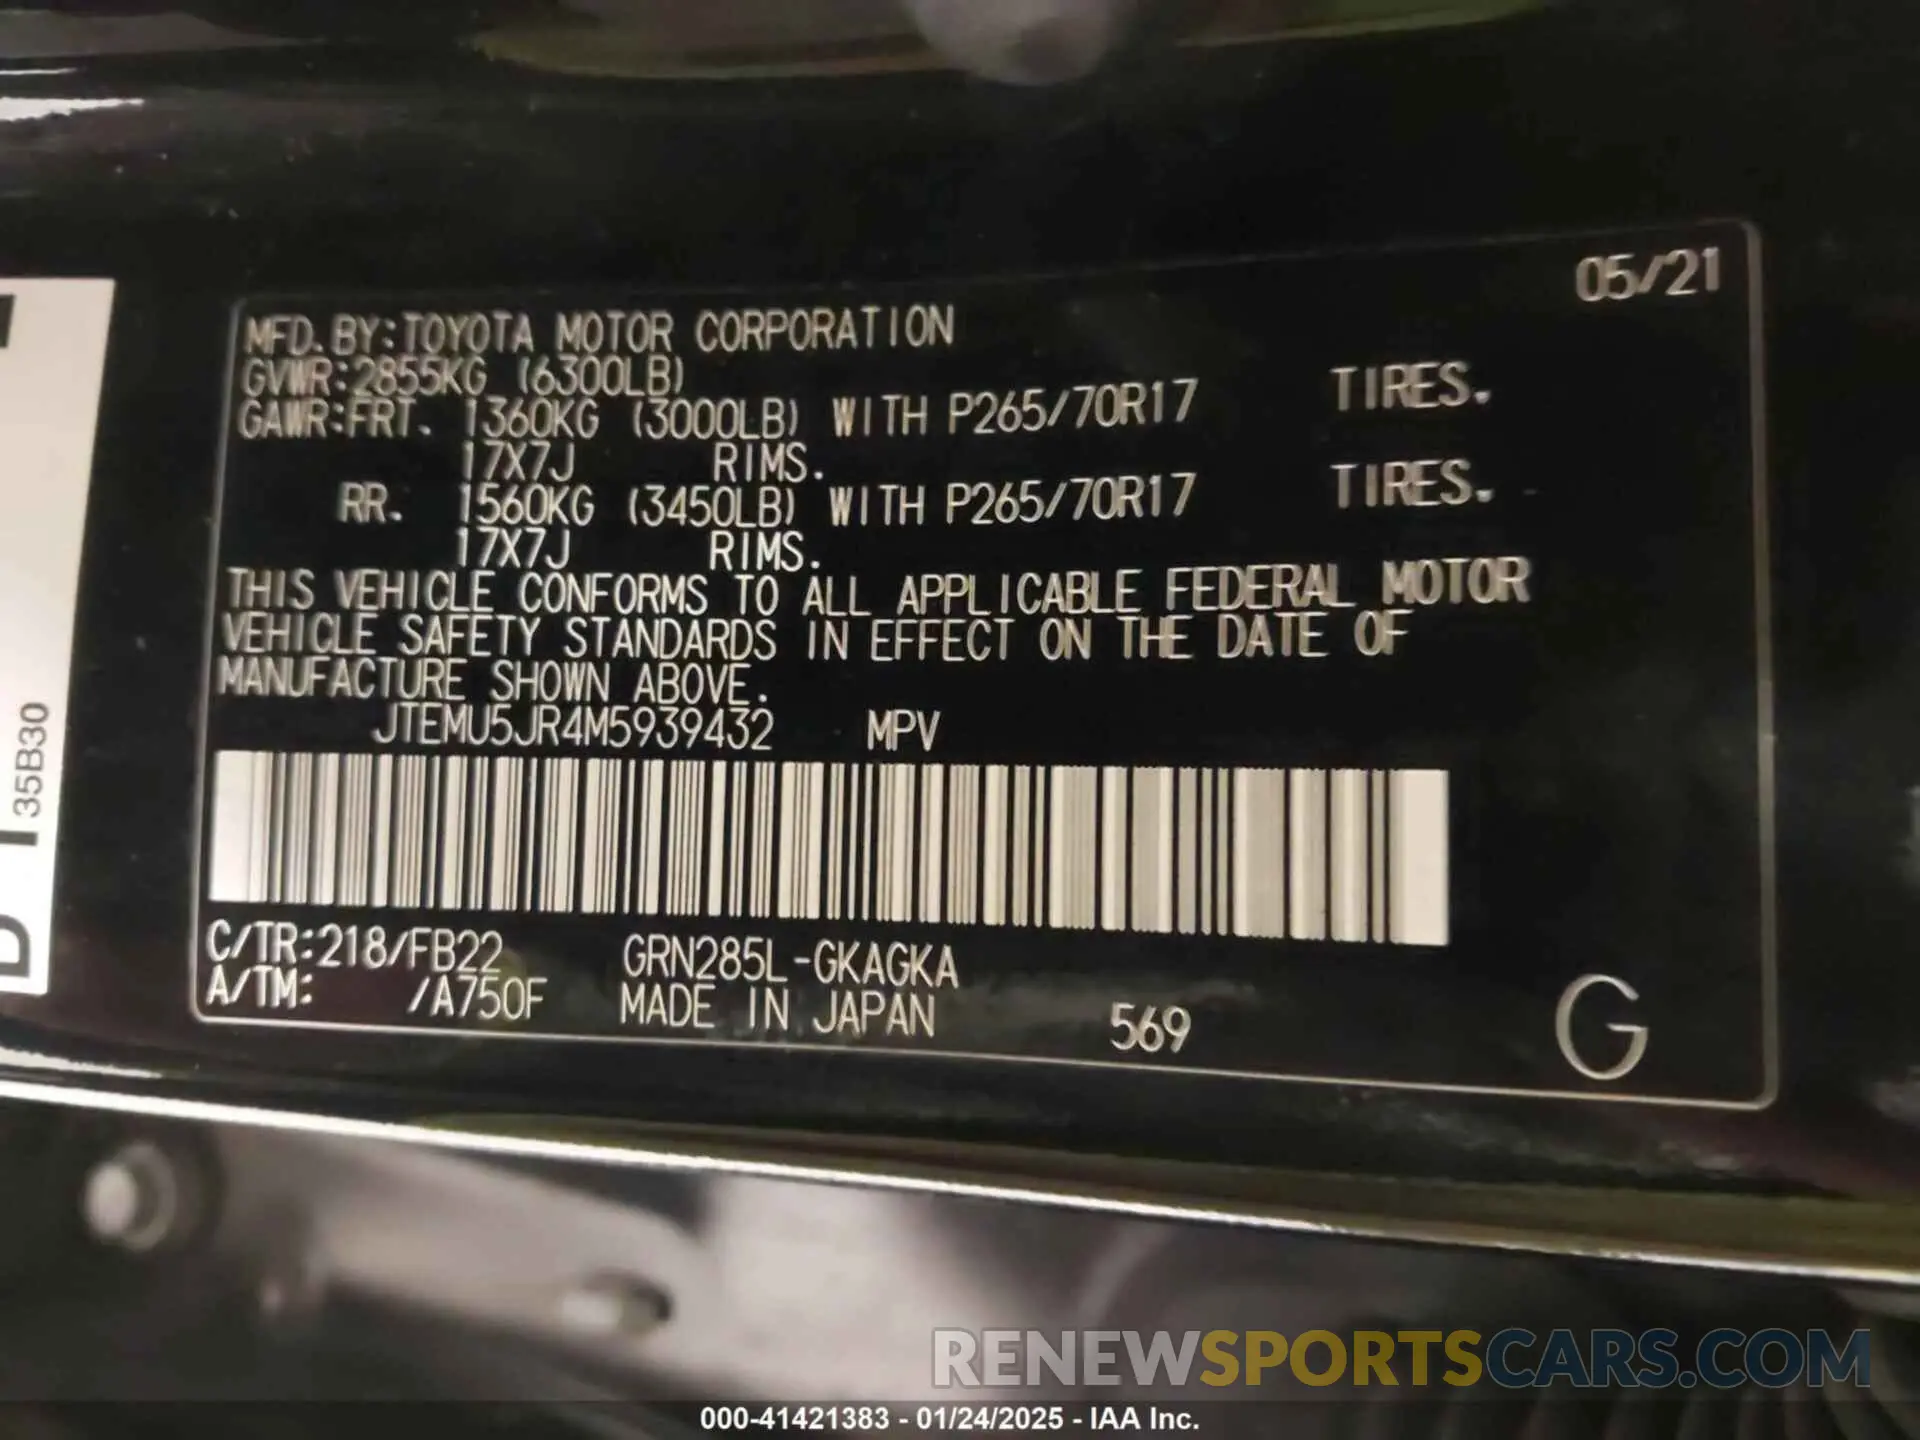 05/21
MFD. BY: TOYOTA MOTOR CORPORATION
GVWR: 2855KG (6300LB)
GAWR: FRT. 1360KG (3000LB) WITH P265/70R17 TIRES.
17X7J RIMS.
RR. 1560KG (3450LB) WITH P265/70R17 TIRES.
17X7J RIMS.
THIS VEHICLE CONFORMS TO ALL APPLICABLE FEDERAL MOTOR
VEHICLE SAFETY STANDARDS IN EFFECT ON THE DATE OF
MANUFACTURE SHOWN ABOVE.
JTEMU5JR4M5939432 MPV
C/TR: 218/FB22 GRN285L-GKAGKA
A/TM: /A750F MADE IN JAPAN 569 G
35B30
RENEWSPORTSCARS.COM
000-41421383 - 01/24/2025 - IAA Inc.